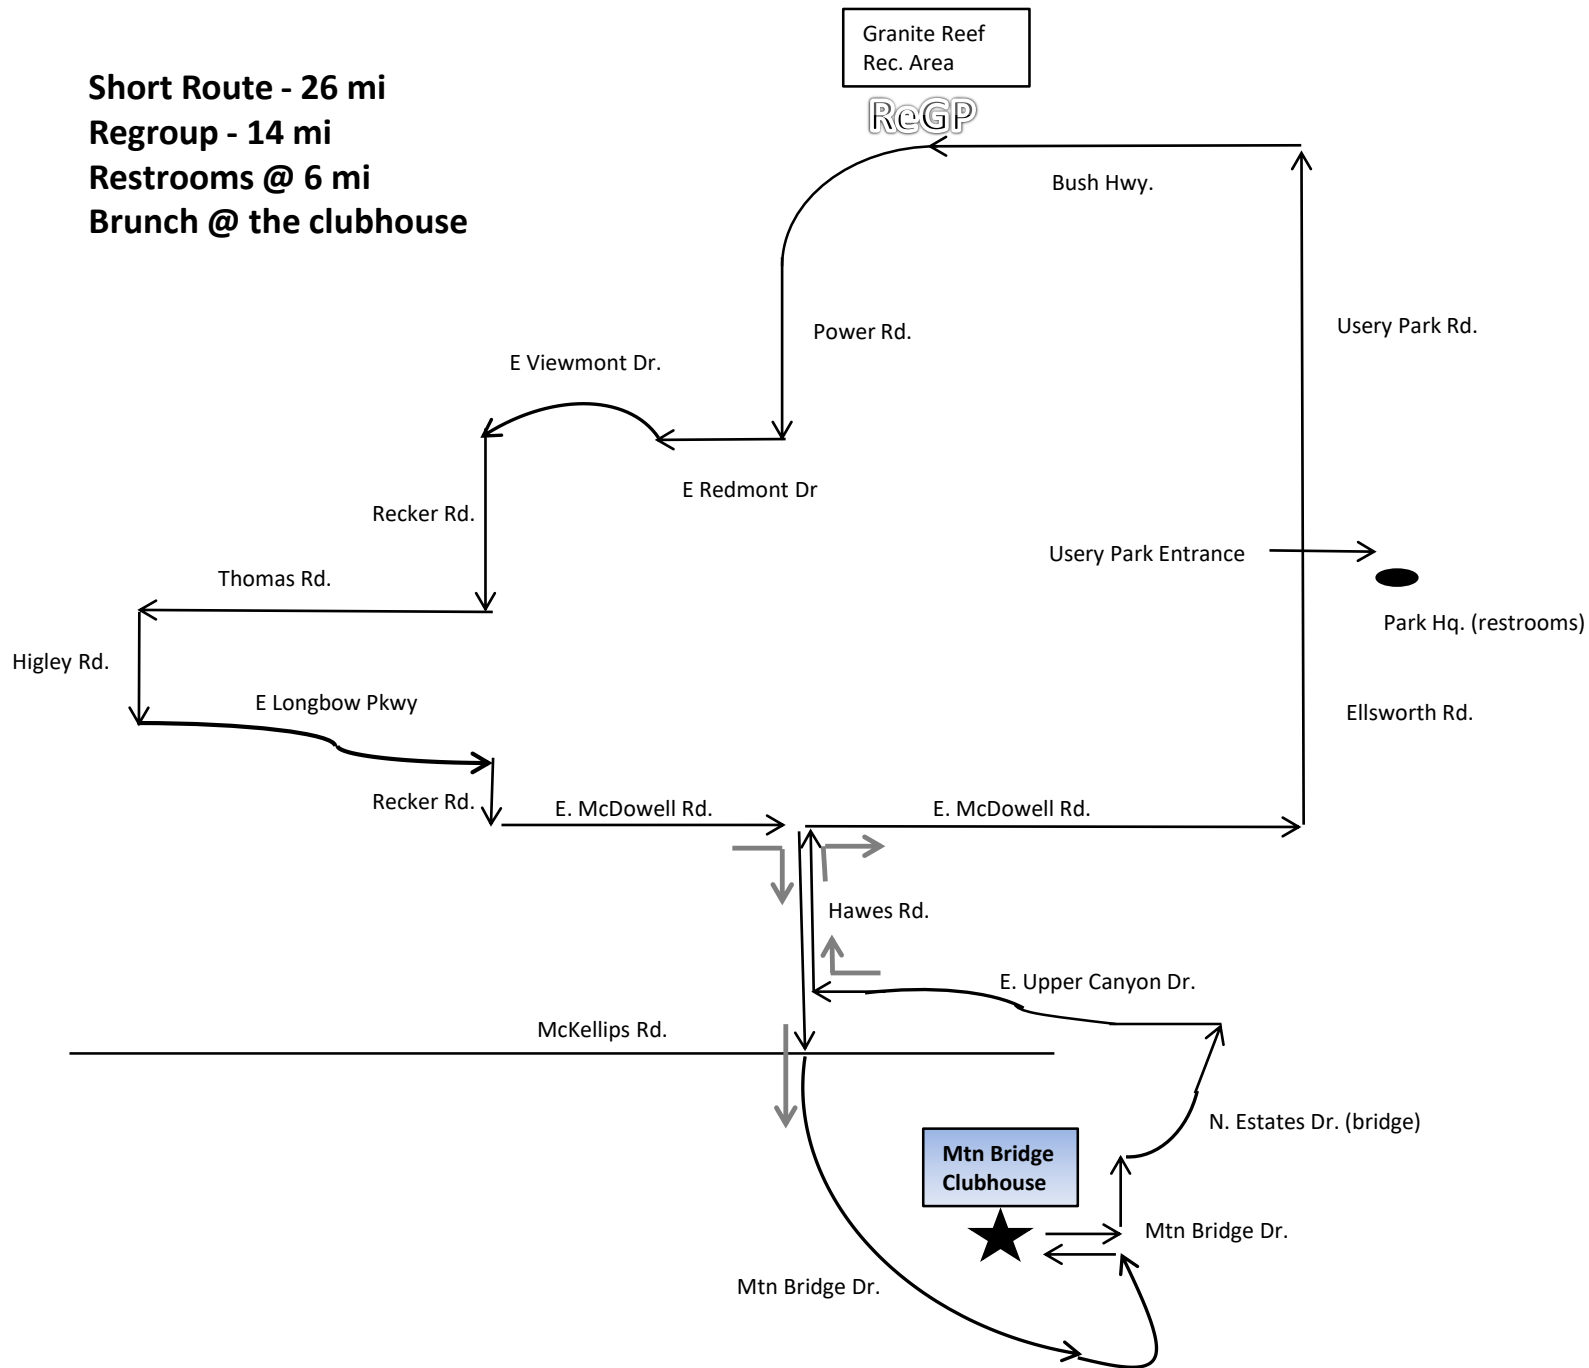 Granite Reef
Rec. Area
Short Route - 26 mi
Regroup - 14 mi
Restrooms @ 6 mi
Brunch @ the clubhouse
ReGP
Bush Hwy.
Power Rd.
Usery Park Rd.
E Viewmont Dr.
E Redmont Dr
Recker Rd.
Usery Park Entrance
Thomas Rd.
Park Hq. (restrooms)
Higley Rd.
E Longbow Pkwy
Ellsworth Rd.
Recker Rd.
E. McDowell Rd.
E. McDowell Rd.
Hawes Rd.
E. Upper Canyon Dr.
McKellips Rd.
N. Estates Dr. (bridge)
Mtn Bridge
Clubhouse
Mtn Bridge Dr.
Mtn Bridge Dr.